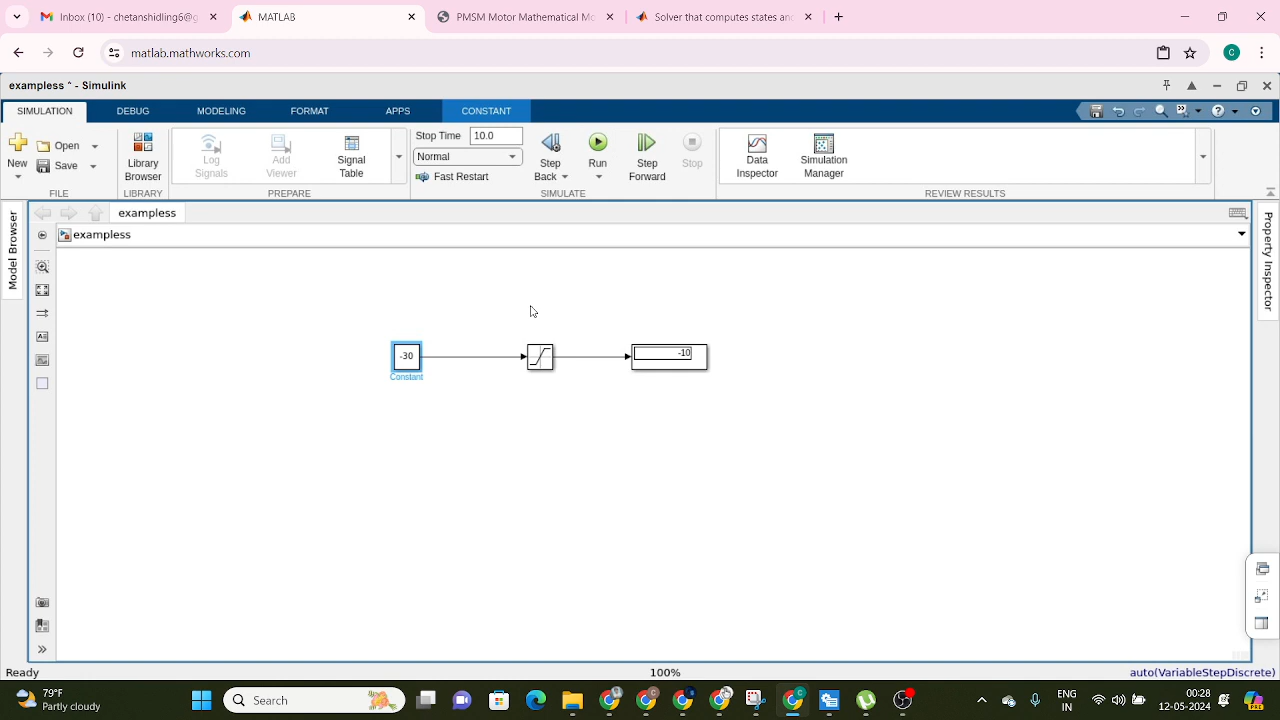 Inbox (10) - chetanshidling@g
MATLAB
PMSM Motor Mathematical Mo
Solver that computes states an
matlab.mathworks.com
C
exampless * - Simulink
SIMULATION DEBUG MODELING FORMAT APPS CONSTANT
New
Open
Save
FILE
Library
Browser
LIBRARY
Log
Signals
Add
Viewer
Signal
Table
PREPARE
Stop Time 10.0
Normal
Fast Restart
Step
Back
Run
Step
Forward
Stop
SIMULATE
Data
Inspector
Simulation
Manager
REVIEW RESULTS
Model Browser
exampless
exampless
Property Inspector
-30
Constant
-10
Ready
100%
auto(VariableStepDiscrete)
79°F
Partly cloudy
Search
ENG
IN
00:28
12-05-2024